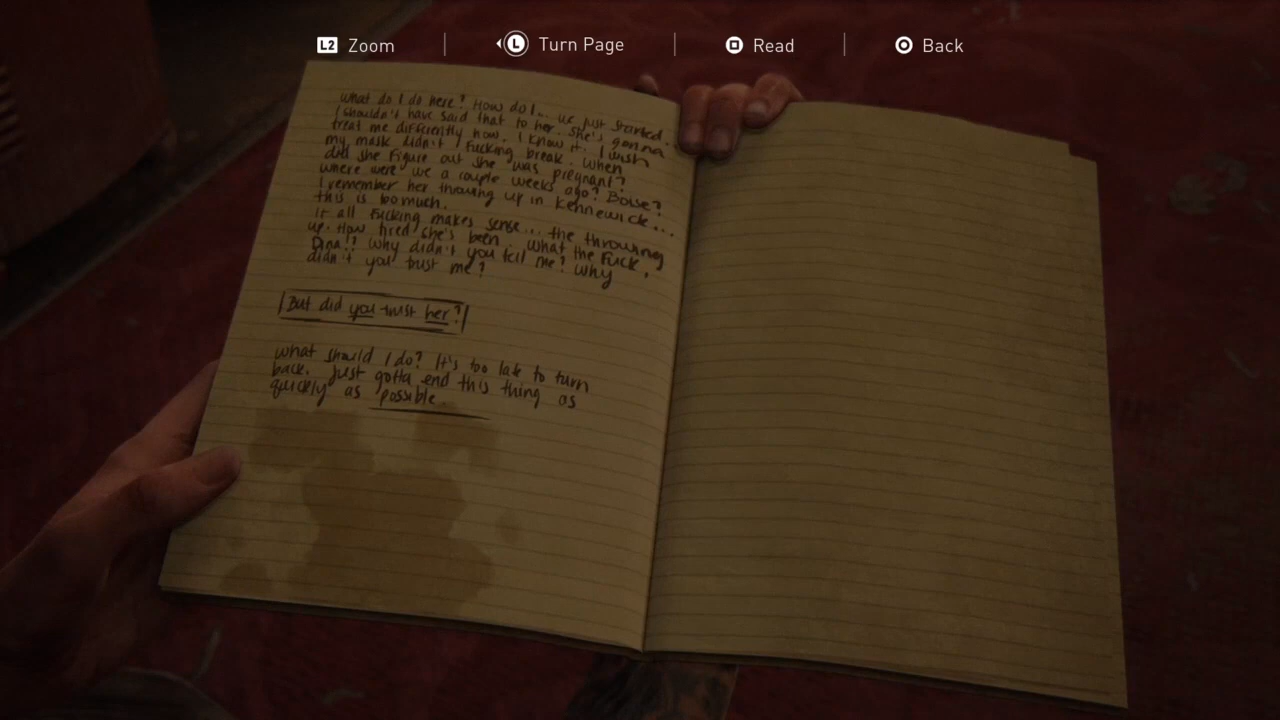 L2 Zoom
L Turn Page
Read
Back
What do I do here? How do I... we just started.
I shouldn't have said that to her. She's gonna
treat me differently now. I know it. I wish
my mask didn't fucking break. When
did she figure out she was pregnant?
Where were we a couple weeks ago? Boise?
I remember her throwing up in Kennewick...
this is too much.
It all fucking makes sense... the throwing
up. How tired she's been. What the FUCK,
Dina!? Why didn't you tell me? Why
didn't you trust me?
But did you trust her?
What should I do? It's too late to turn
back. Just gotta end this thing as
quickly as possible.